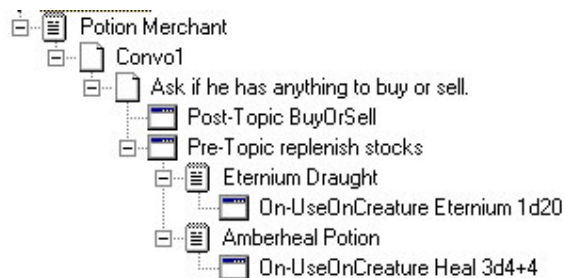 Potion Merchant
Convo1
Ask if he has anything to buy or sell.
Post-Topic BuyOrSell
Pre-Topic replenish stocks
Eternium Draught
On-UseOnCreature Eternium 1d20
Amberheal Potion
On-UseOnCreature Heal 3d4+4